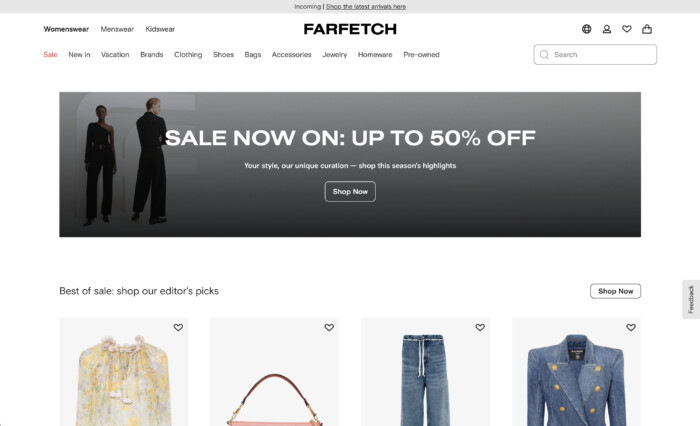 Incoming | Shop the latest arrivals here
Womenswear Menswear Kidswear
FARFETCH
Sale New in Vacation Brands Clothing Shoes Bags Accessories Jewelry Homeware Pre-owned
Search
SALE NOW ON: UP TO 50% OFF
Your style, our unique curation — shop this season's highlights
Shop Now
Feedback
Best of sale: shop our editor's picks
Shop Now